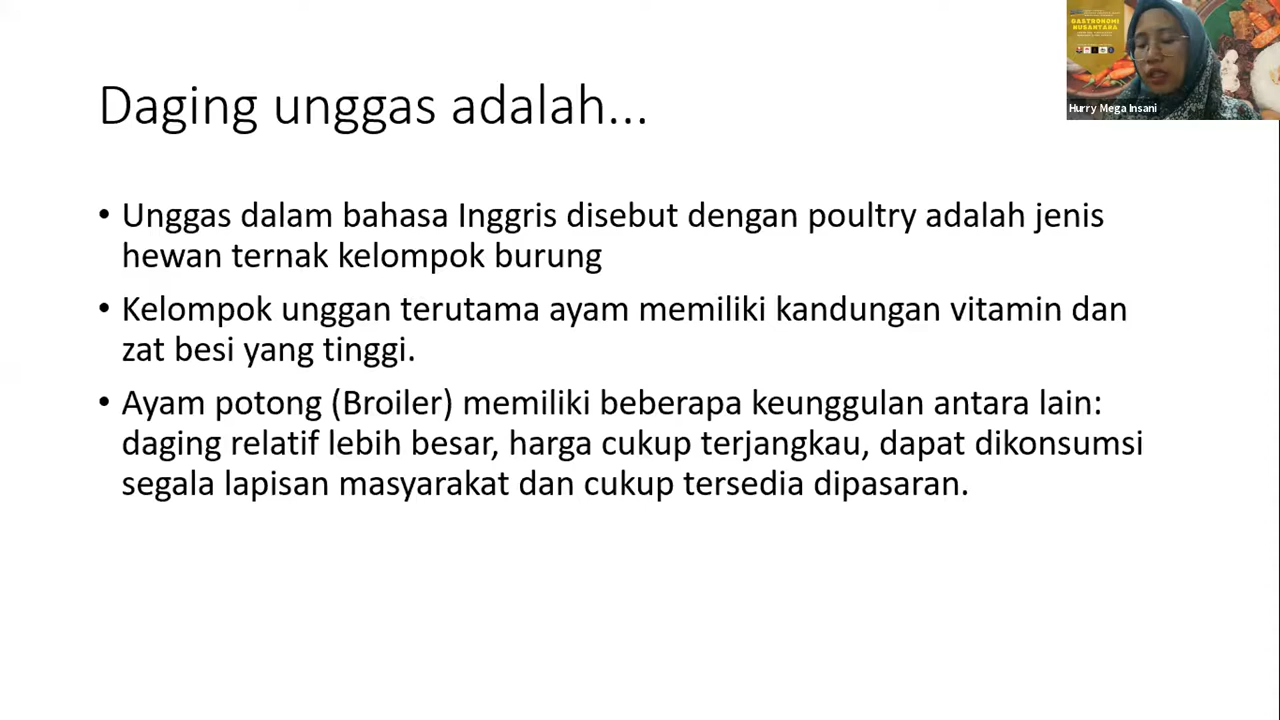 Daging unggas adalah...
• Unggas dalam bahasa Inggris disebut dengan poultry adalah jenis
hewan ternak kelompok burung
• Kelompok unggan terutama ayam memiliki kandungan vitamin dan
zat besi yang tinggi.
• Ayam potong (Broiler) memiliki beberapa keunggulan antara lain:
daging relatif lebih besar, harga cukup terjangkau, dapat dikonsumsi
segala lapisan masyarakat dan cukup tersedia dipasaran.
GASTRONOMI
NUSANTARA
Hurry Mega Insani